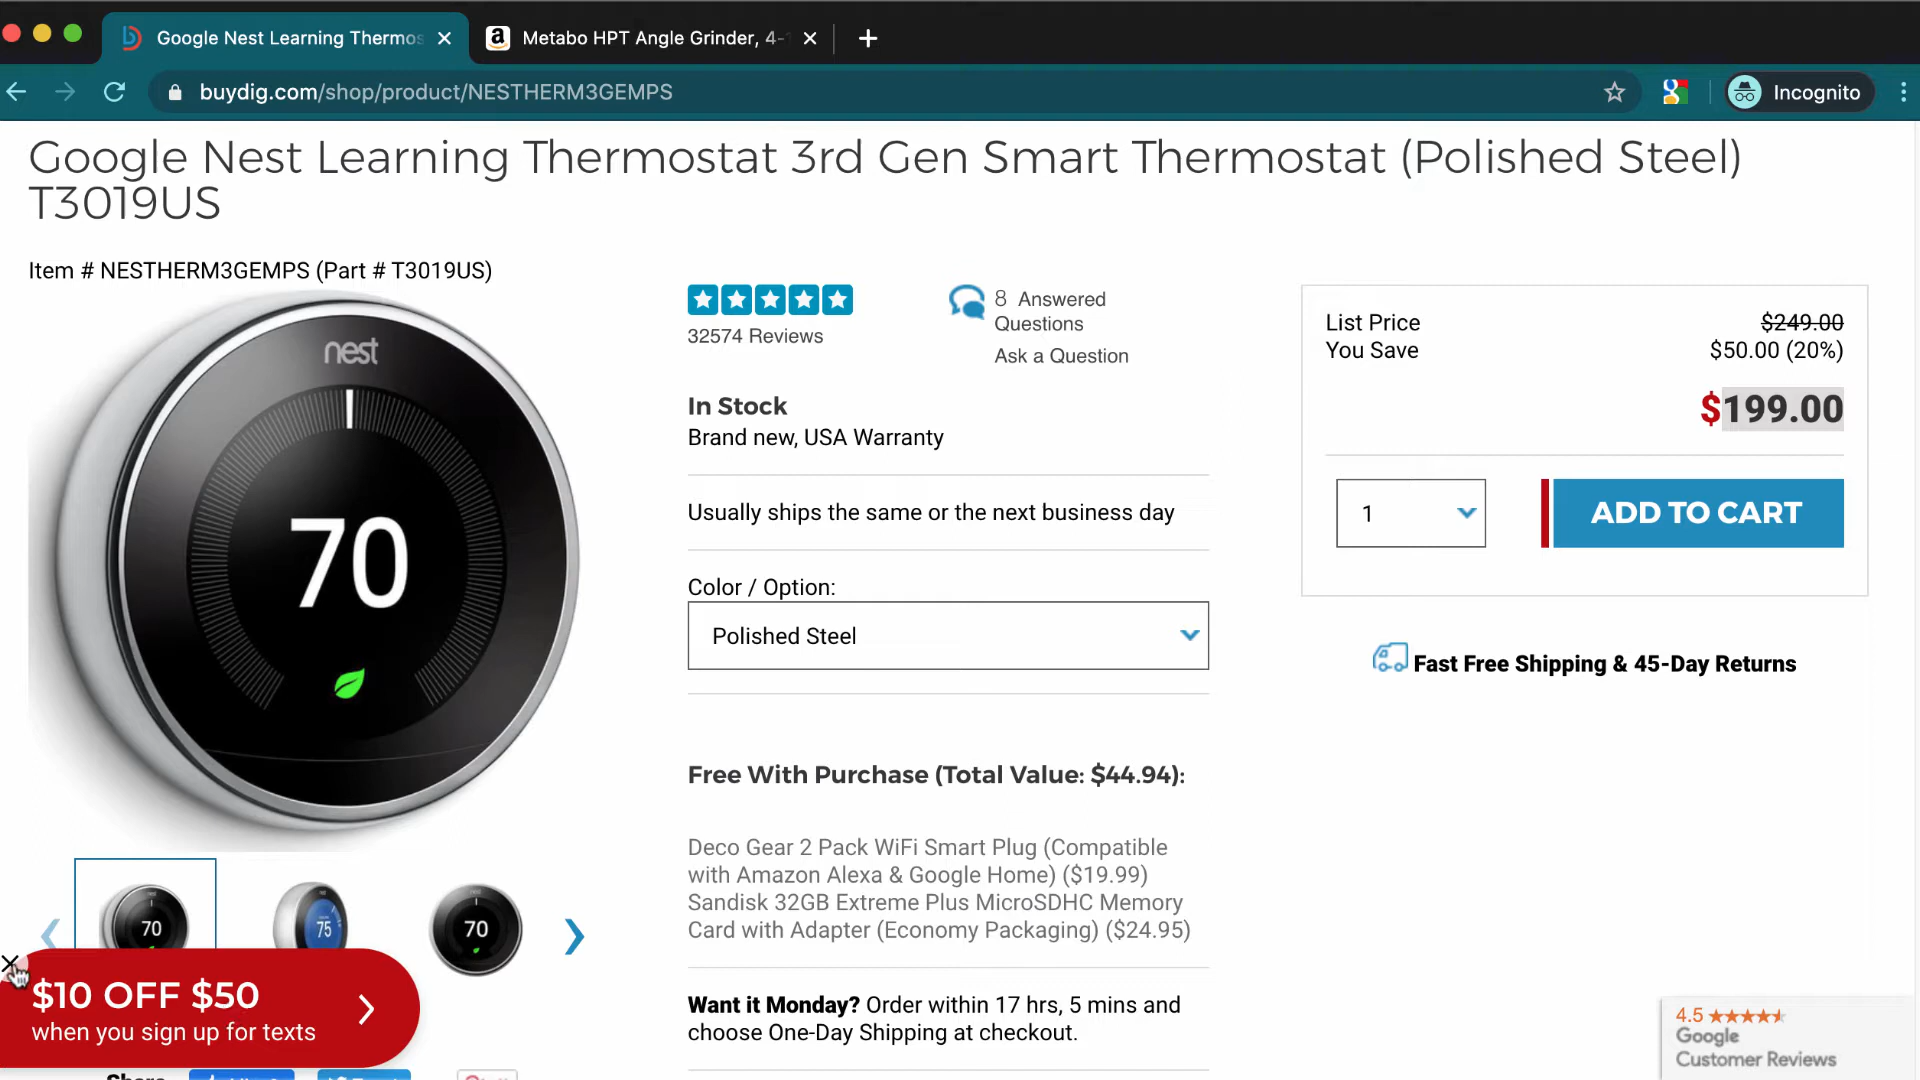 Google Nest Learning Thermos
Metabo HPT Angle Grinder, 4-
buydig.com/shop/product/NESTHERM3GEMPS
Incognito
Google Nest Learning Thermostat 3rd Gen Smart Thermostat (Polished Steel)
T3019US
Item # NESTHERM3GEMPS (Part # T3019US)
nest
70
32574 Reviews
8 Answered
Questions
Ask a Question
In Stock
Brand new, USA Warranty
Usually ships the same or the next business day
Color / Option:
Polished Steel
List Price $249.00
You Save $50.00 (20%)
$199.00
1
ADD TO CART
Fast Free Shipping & 45-Day Returns
Free With Purchase (Total Value: $44.94):
Deco Gear 2 Pack WiFi Smart Plug (Compatible
with Amazon Alexa & Google Home) ($19.99)
Sandisk 32GB Extreme Plus MicroSDHC Memory
Card with Adapter (Economy Packaging) ($24.95)
Want it Monday? Order within 17 hrs, 5 mins and
choose One-Day Shipping at checkout.
70
75
70
$10 OFF $50
when you sign up for texts
4.5
Google
Customer Reviews